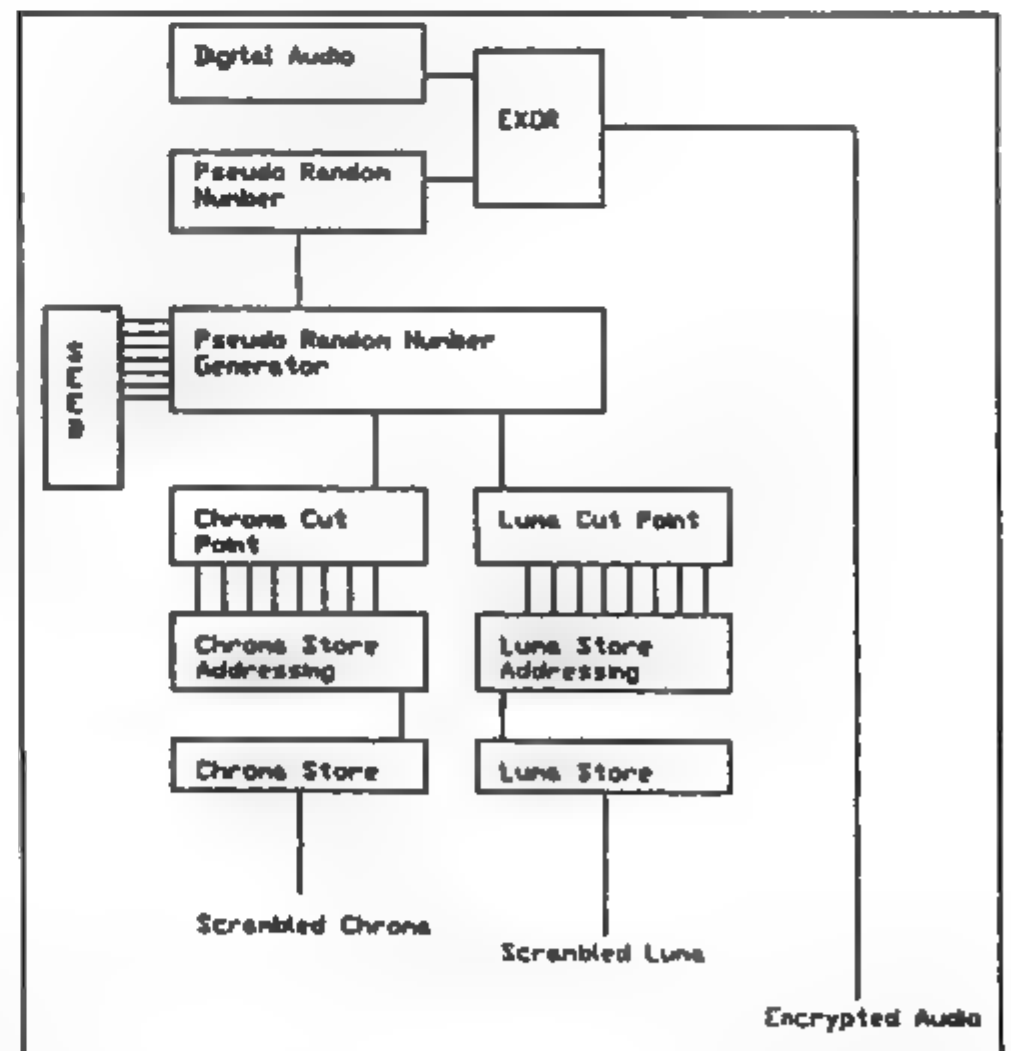 Digital Audio
EXOR
Pseudo Random
Number
Pseudo Random Number
Generator
Chroma Cut
Point
Luma Cut Point
Chroma Store
Addressing
Luma Store
Addressing
Chroma Store
Luma Store
Scrambled Chroma
Scrambled Luma
Encrypted Audio